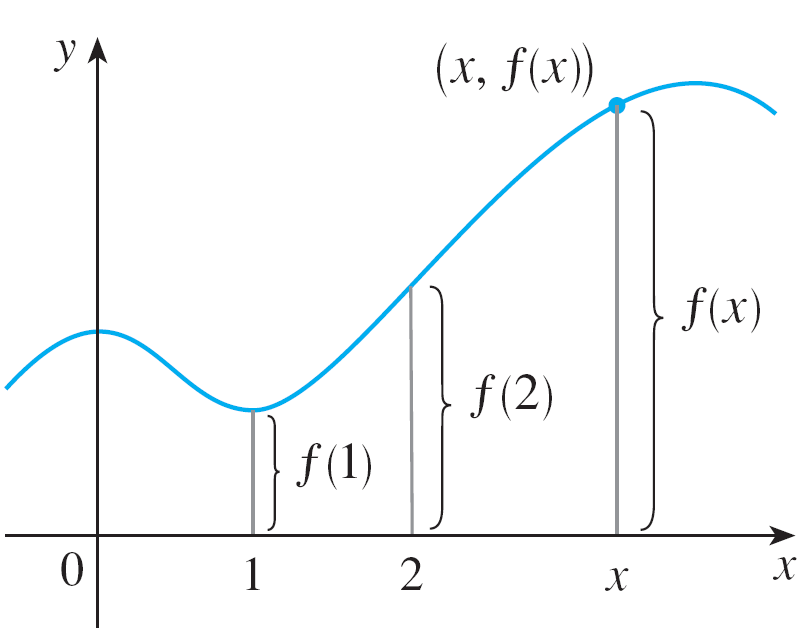 y
(x, f(x))
f(x)
f(2)
f(1)
0 1 2 x x